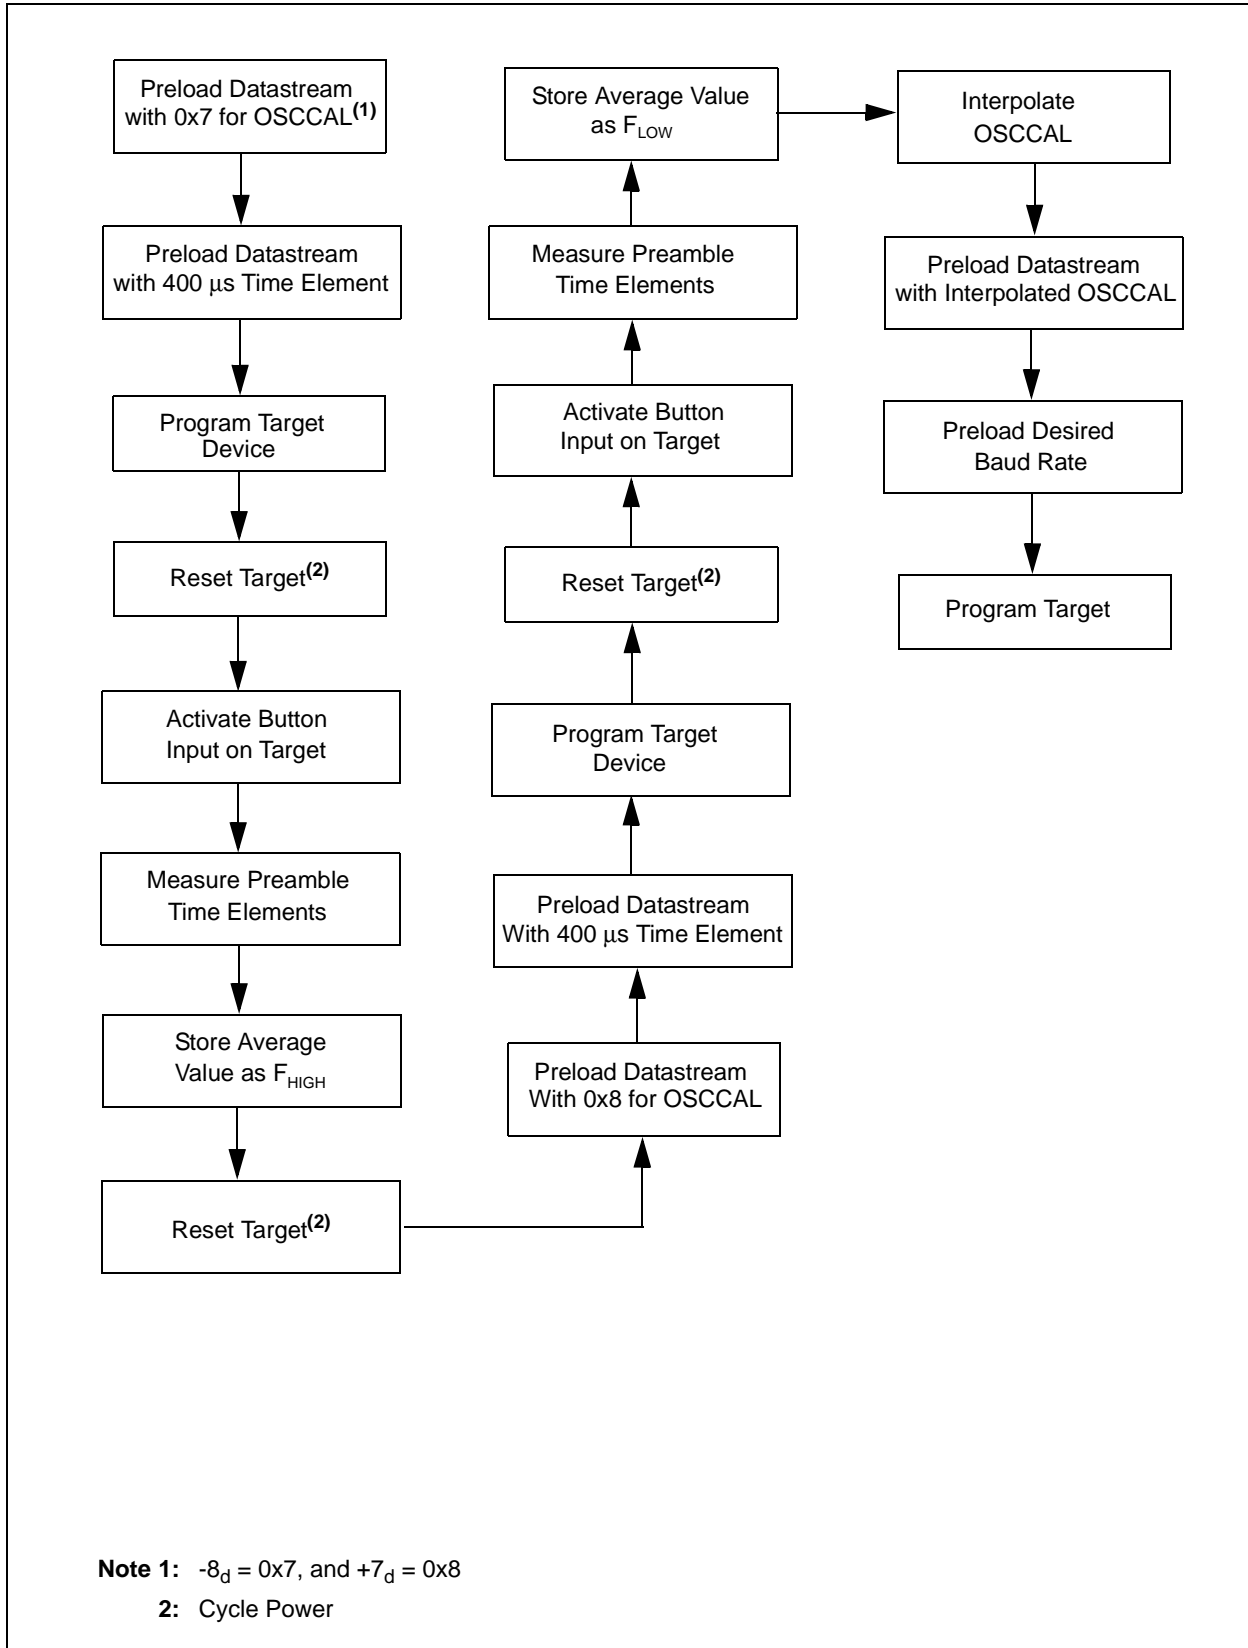 Preload Datastream
with 0x7 for OSCCAL(1)
Preload Datastream
with 400 μs Time Element
Program Target
Device
Reset Target(2)
Activate Button
Input on Target
Measure Preamble
Time Elements
Store Average
Value as FHIGH
Reset Target(2)
Store Average Value
as FLOW
Measure Preamble
Time Elements
Activate Button
Input on Target
Reset Target(2)
Program Target
Device
Preload Datastream
With 400 μs Time Element
Preload Datastream
With 0x8 for OSCCAL
Interpolate
OSCCAL
Preload Datastream
with Interpolated OSCCAL
Preload Desired
Baud Rate
Program Target
Note 1: -8d = 0x7, and +7d = 0x8
2: Cycle Power